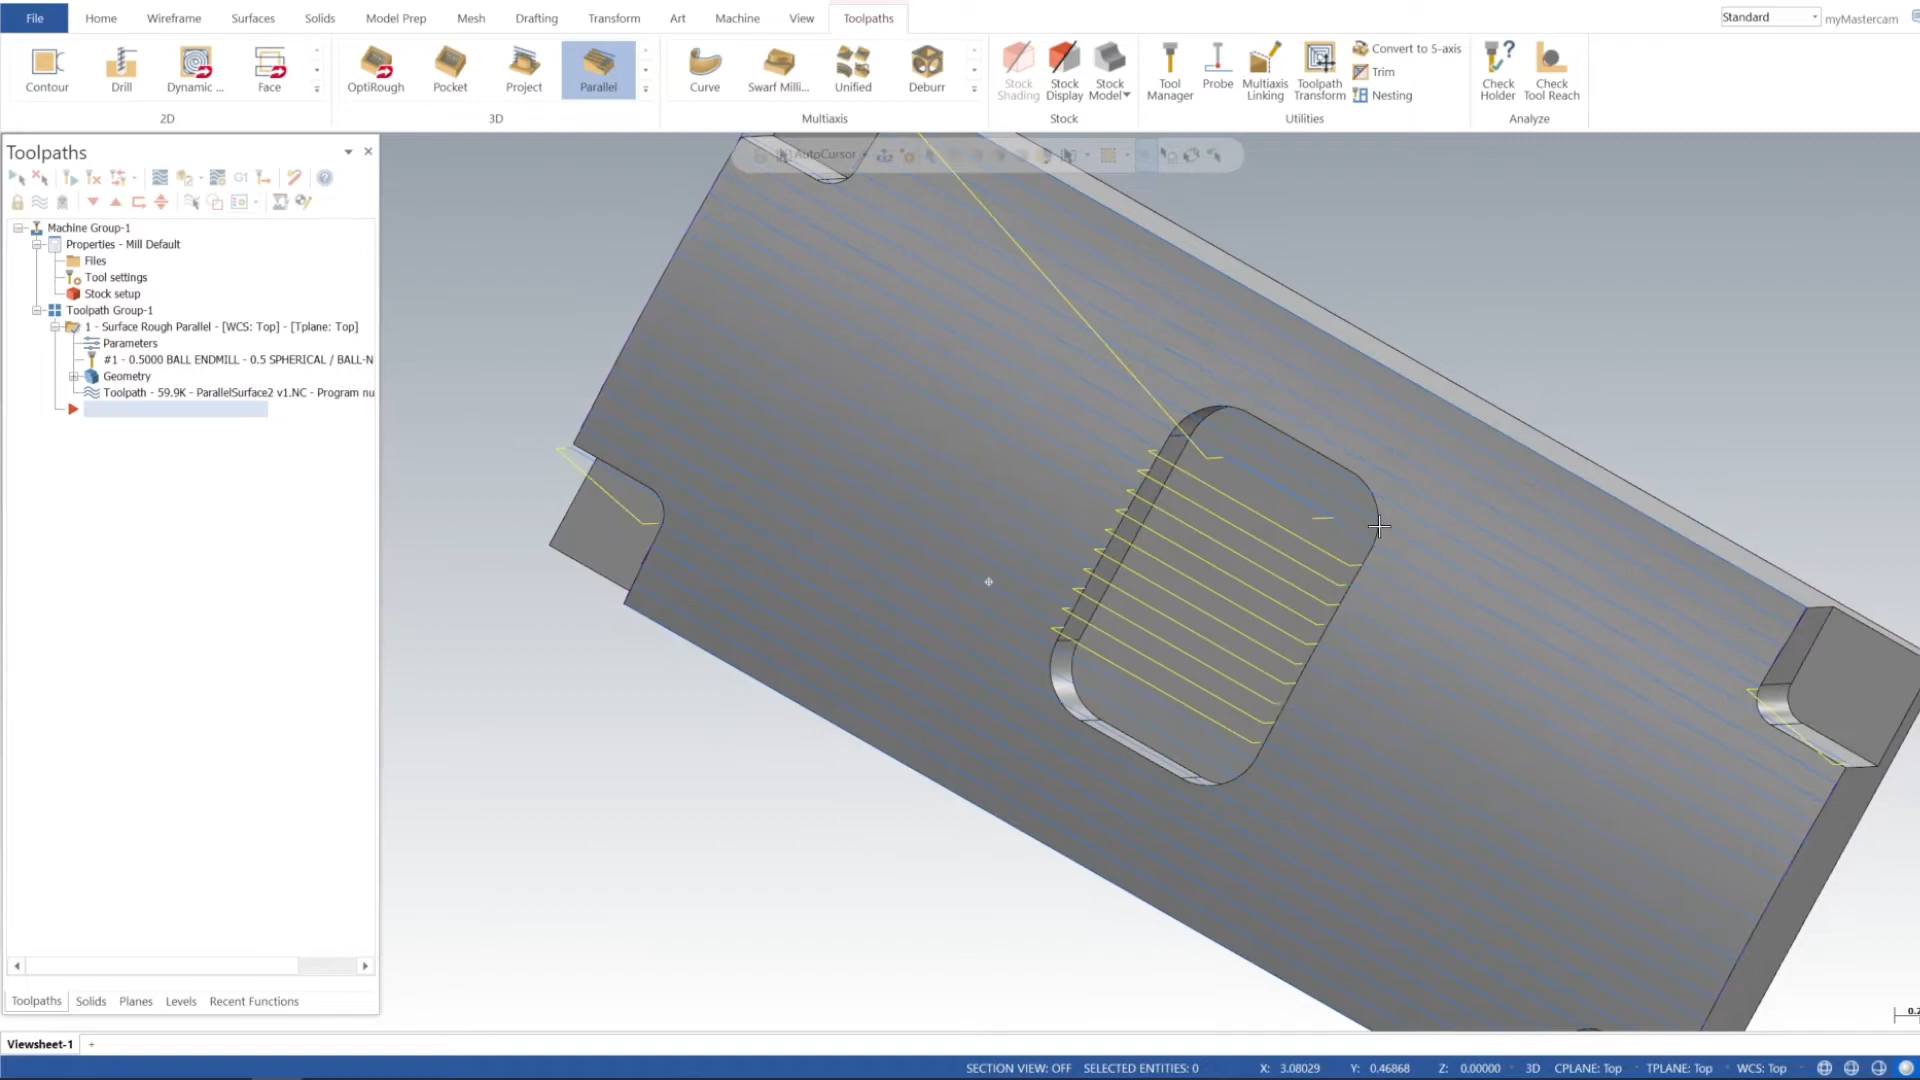 File Home Wireframe Surfaces Solids Model Prep Mesh Drafting Transform Art Machine View Toolpaths Standard myMastercam
Contour Drill Dynamic ... Face OptiRough Pocket Project Parallel Curve Swarf Milli... Unified Deburr Stock Shading Stock Display Stock Model Tool Manager Probe Multiaxis Linking Toolpath Transform Convert to 5-axis Trim Nesting Check Holder Check Tool Reach
2D 3D Multiaxis Stock Utilities Analyze
Toolpaths
AutoCursor
G1
Machine Group-1
Properties - Mill Default
Files
Tool settings
Stock setup
Toolpath Group-1
1 - Surface Rough Parallel - [WCS: Top] - [Tplane: Top]
Parameters
#1 - 0.5000 BALL ENDMILL - 0.5 SPHERICAL / BALL-N
Geometry
Toolpath - 59.9K - ParallelSurface2 v1.NC - Program nu
Toolpaths Solids Planes Levels Recent Functions
Viewsheet-1 +
SECTION VIEW: OFF SELECTED ENTITIES: 0 X: 3.08029 Y: 0.46868 Z: 0.00000 3D CPLANE: Top TPLANE: Top WCS: Top